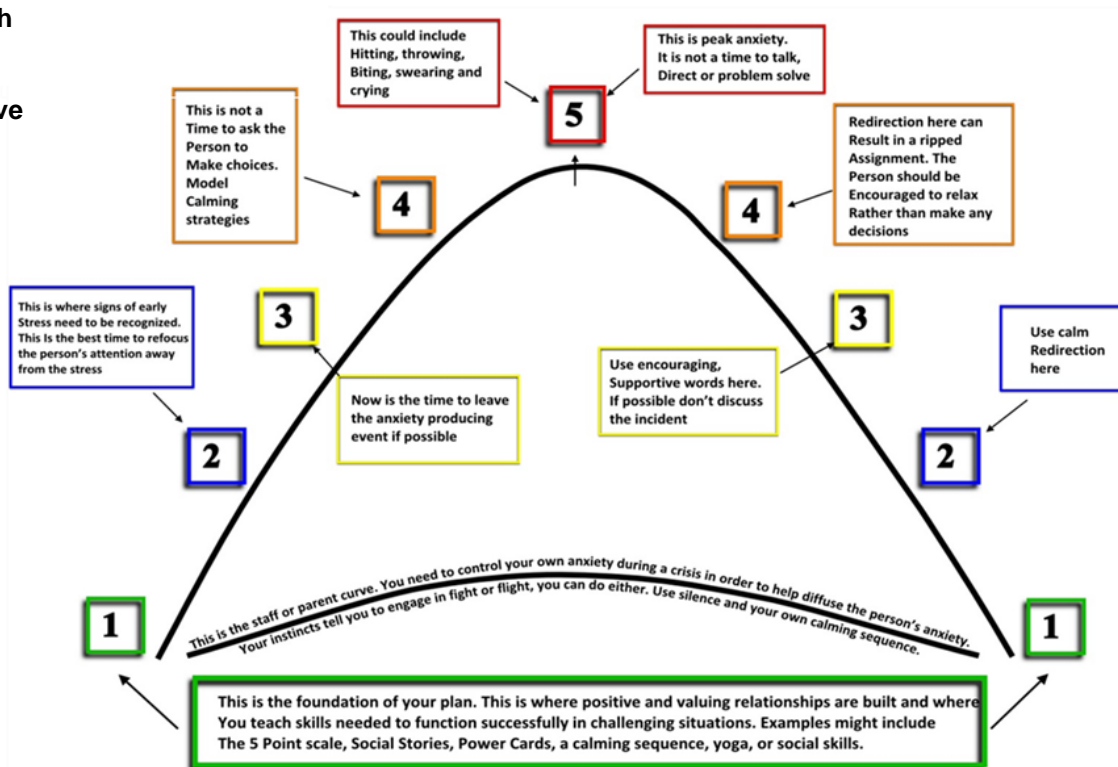 h
ve
This could include
Hitting, throwing,
Biting, swearing and
crying
This is peak anxiety.
It is not a time to talk,
Direct or problem solve
5
This is not a
Time to ask the
Person to
Make choices.
Model
Calming
strategies
4
4
Redirection here can
Result in a ripped
Assignment. The
Person should be
Encouraged to relax
Rather than make any
decisions
This is where signs of early
Stress need to be recognized.
This Is the best time to refocus
the person's attention away
from the stress
3
3
Use calm
Redirection
here
Now is the time to leave
the anxiety producing
event if possible
Use encouraging,
Supportive words here.
If possible don't discuss
the incident
2
2
This is the staff or parent curve. You need to control your own anxiety during a crisis in order to help diffuse the person's anxiety.
Your instincts tell you to engage in fight or flight, you can do either. Use silence and your own calming sequence.
1
1
This is the foundation of your plan. This is where positive and valuing relationships are built and where
You teach skills needed to function successfully in challenging situations. Examples might include
The 5 Point scale, Social Stories, Power Cards, a calming sequence, yoga, or social skills.